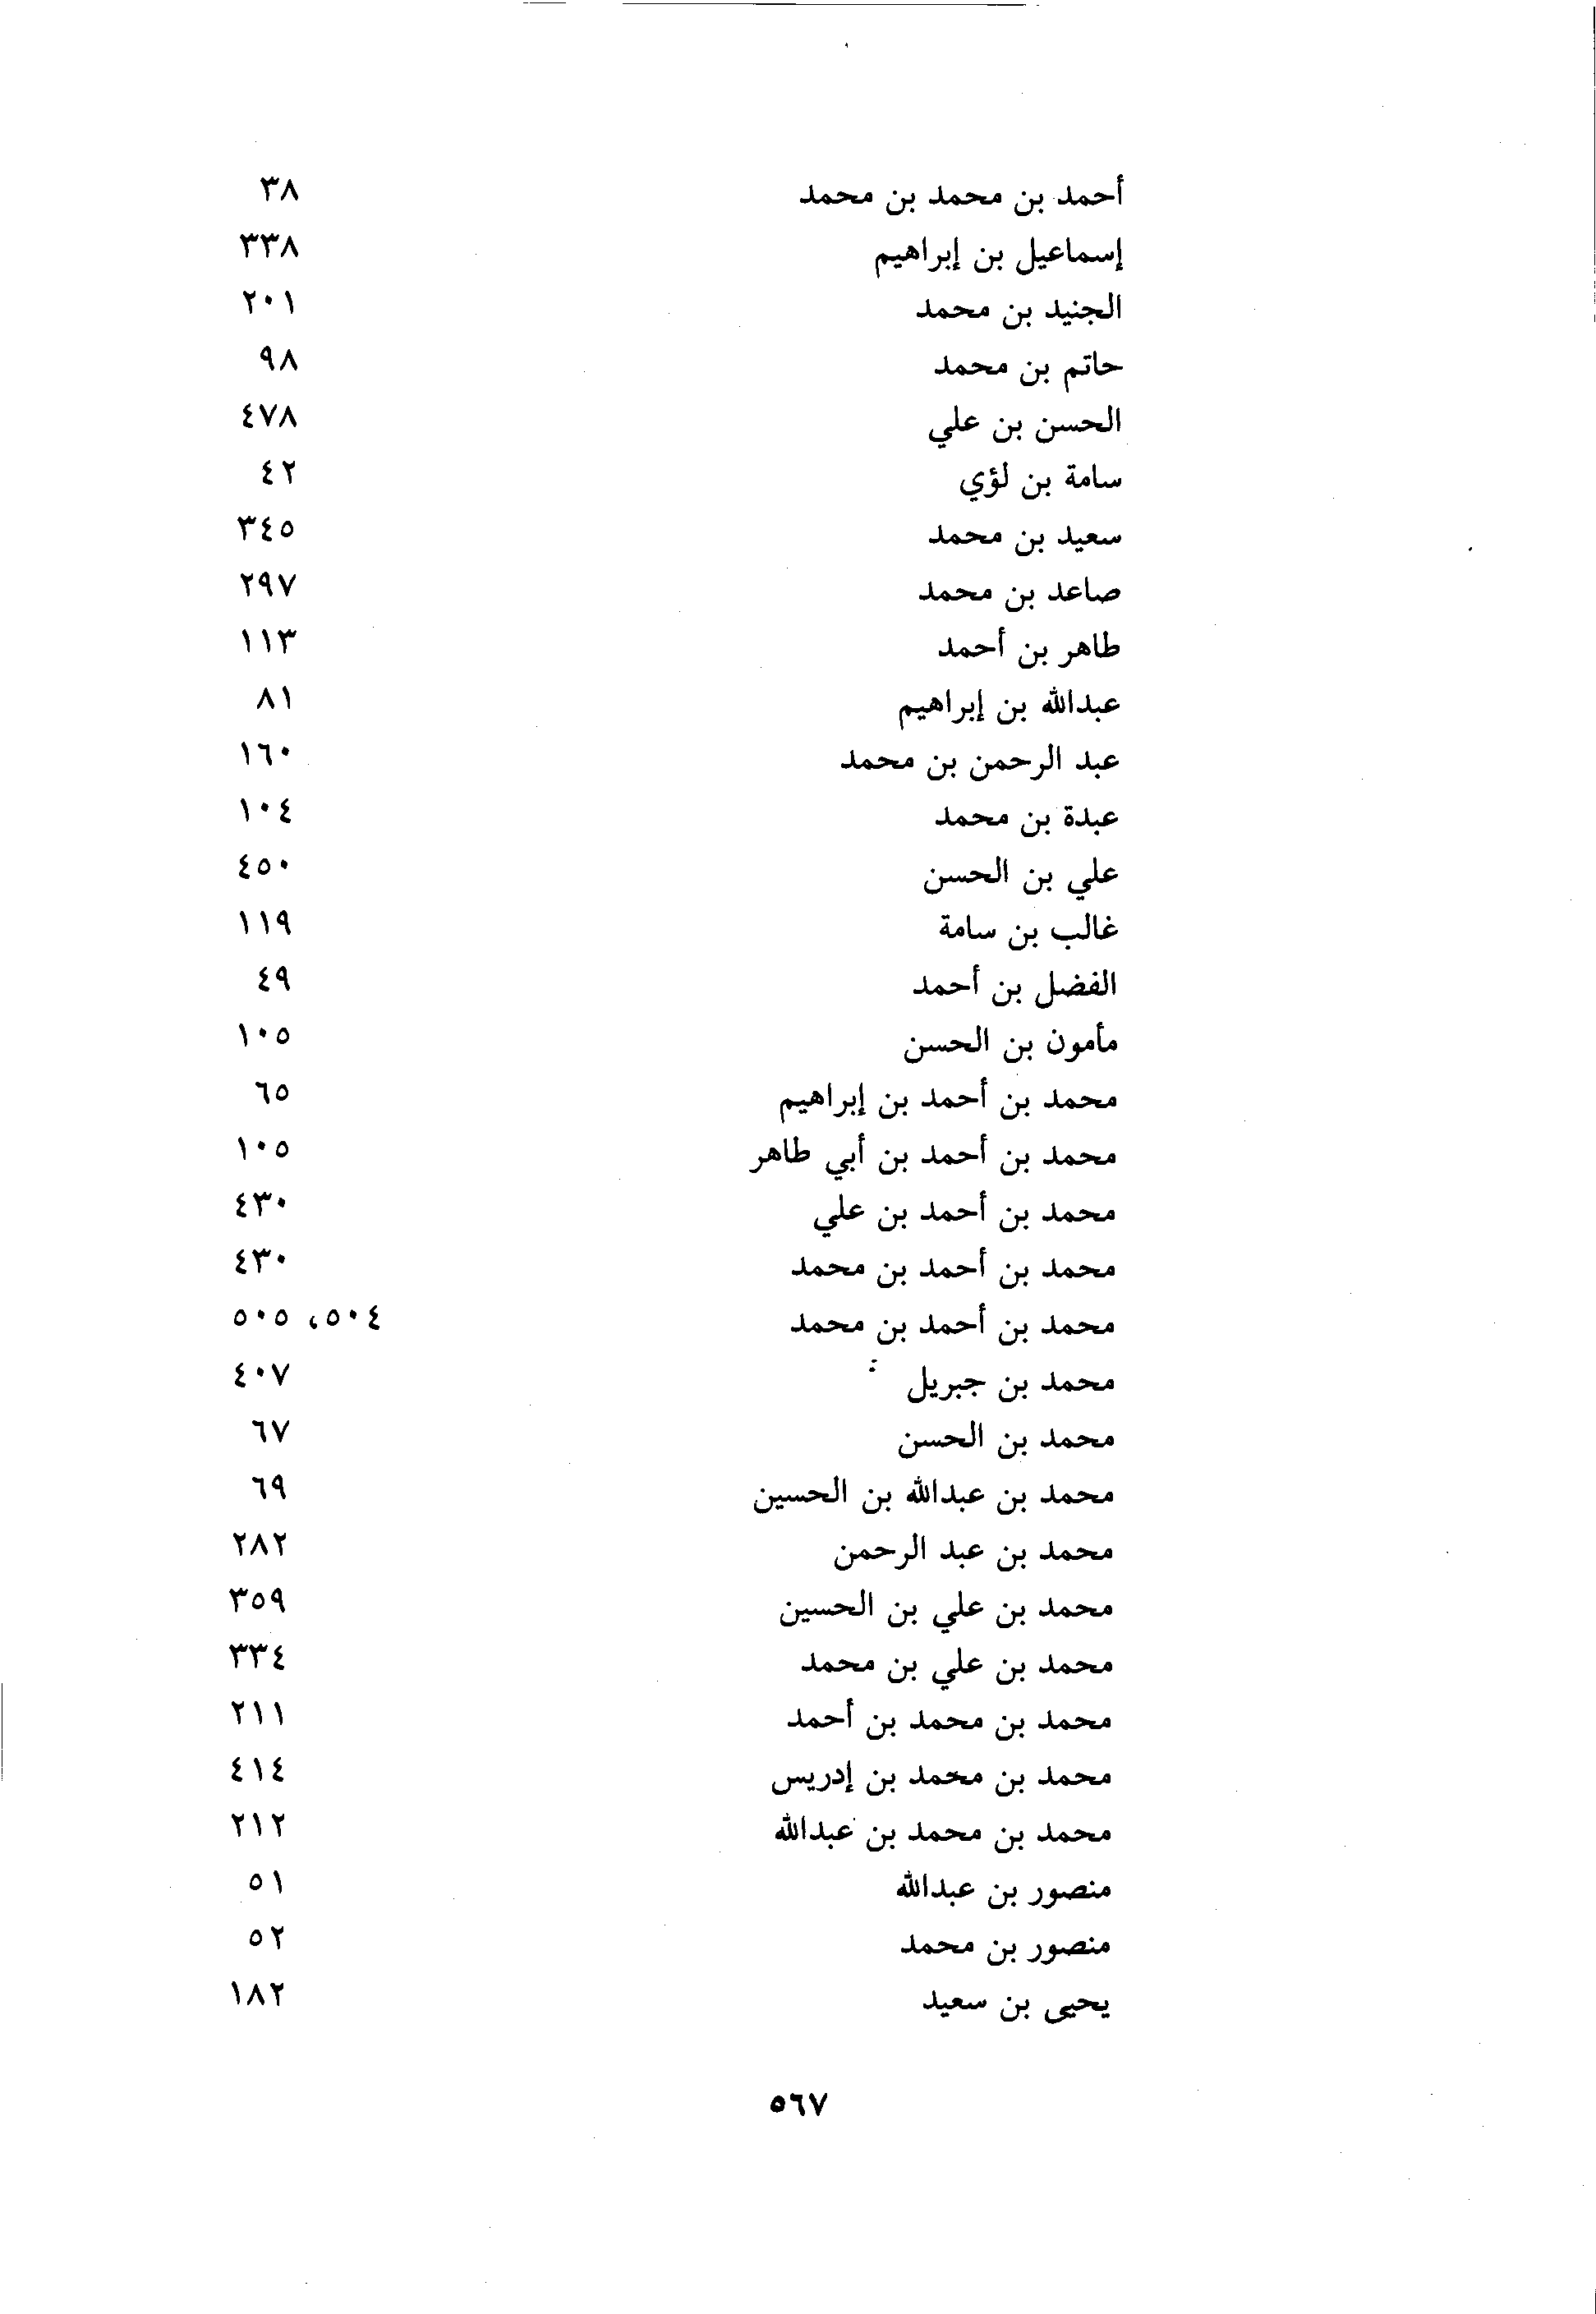 أحمد بن محمد بن محمد ٣٨
إسماعيل بن إبراهيم ٣٣٨
الجنيد بن محمد ٢٠١
حاتم بن محمد ٩٨
الحسن بن علي ٤٧٨
سامة بن لؤي ٤٢
سعيد بن محمد ٣٤٥
صاعد بن محمد ٢٩٧
طاهر بن أحمد ١١٣
عبدالله بن إبراهيم ٨١
عبد الرحمن بن محمد ١٦٠
عبدة بن محمد ١٠٤
علي بن الحسن ٤٥٠
غالب بن سامة ١١٩
الفضل بن أحمد ٤٩
مأمون بن الحسن ١٠٥
محمد بن أحمد بن إبراهيم ٦٥
محمد بن أحمد بن أبي طاهر ١٠٥
محمد بن أحمد بن علي ٤٣٠
محمد بن أحمد بن محمد ٤٣٠
محمد بن أحمد بن محمد ٥٠٤، ٥٠٥
محمد بن جبريل ٤٠٧
محمد بن الحسن ٦٧
محمد بن عبدالله بن الحسين ٦٩
محمد بن عبد الرحمن ٢٨٢
محمد بن علي بن الحسين ٣٥٩
محمد بن علي بن محمد ٣٣٤
محمد بن محمد بن أحمد ٢١١
محمد بن محمد بن إدريس ٤١٤
محمد بن محمد بن عبدالله ٢١٢
منصور بن عبدالله ٥١
منصور بن محمد ٥٢
يحيى بن سعيد ١٨٢
٥٦٧